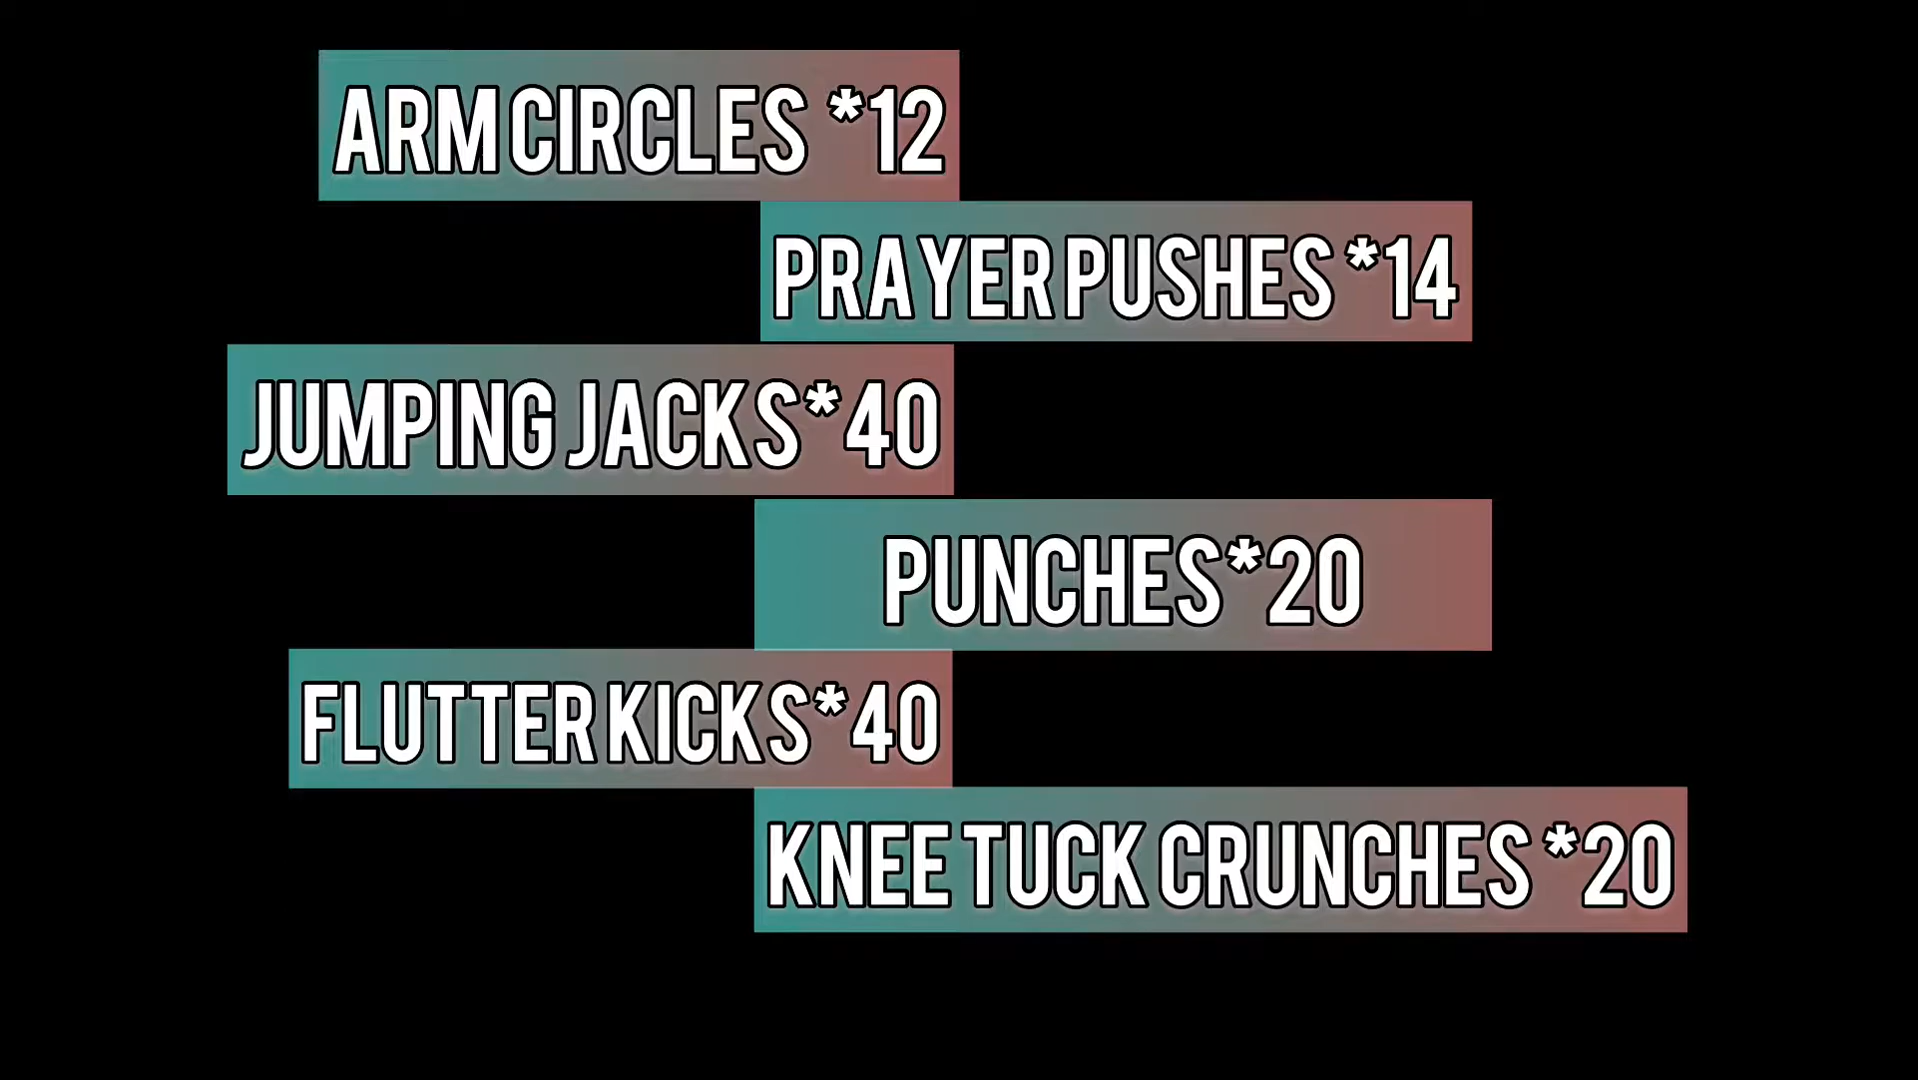 ARM CIRCLES *12
PRAYER PUSHES *14
JUMPING JACKS*40
PUNCHES*20
FLUTTER KICKS*40
KNEE TUCK CRUNCHES *20